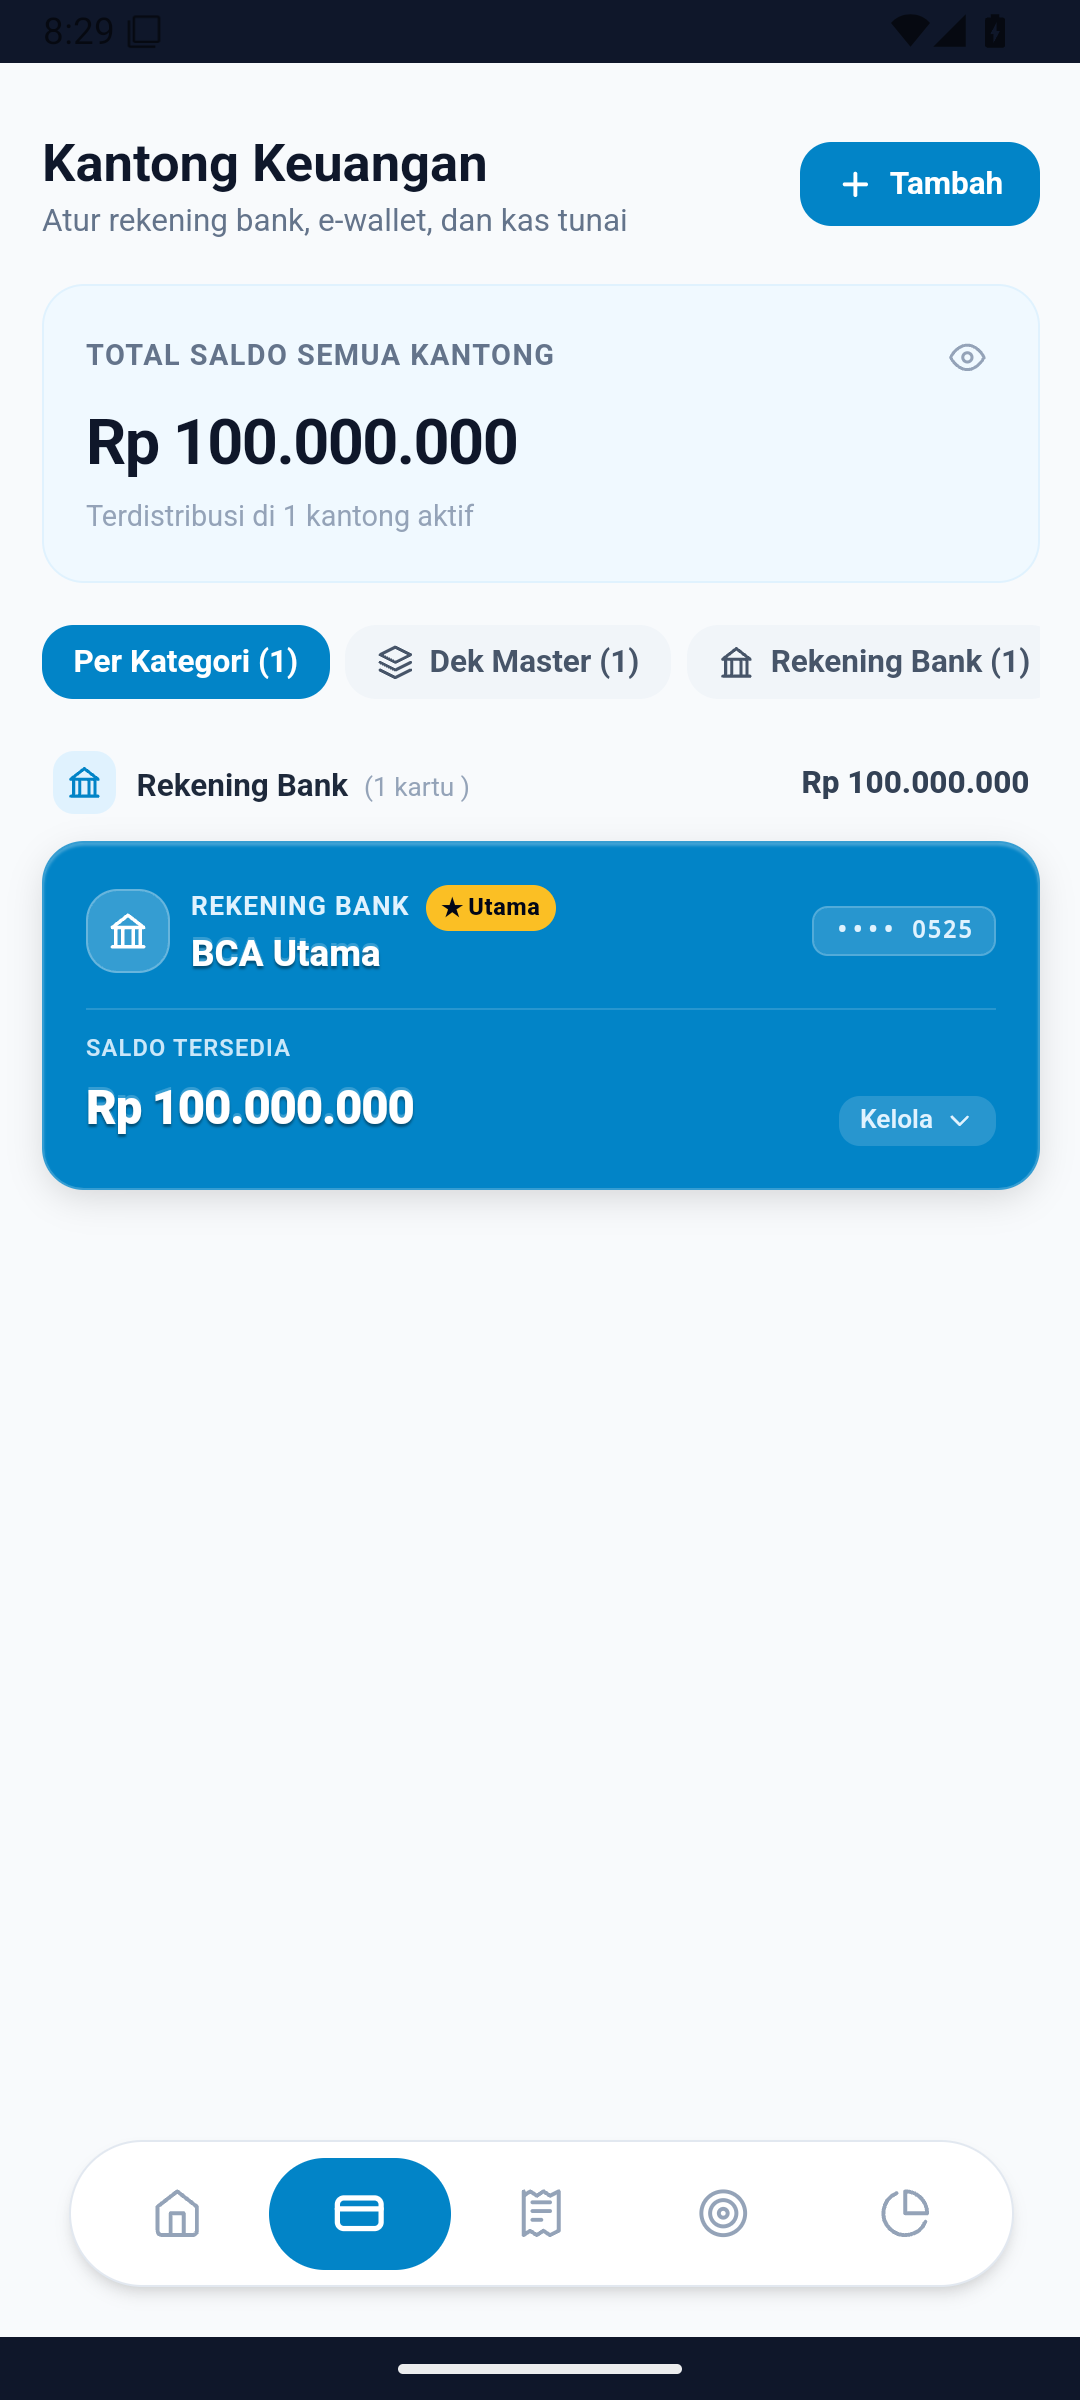 8:29
Kantong Keuangan
Atur rekening bank, e-wallet, dan kas tunai
+ Tambah
TOTAL SALDO SEMUA KANTONG
Rp 100.000.000
Terdistribusi di 1 kantong aktif
Per Kategori (1)
Dek Master (1)
Rekening Bank (1)
Rekening Bank (1 kartu )
Rp 100.000.000
REKENING BANK
★ Utama
BCA Utama
•••• 0525
SALDO TERSEDIA
Rp 100.000.000
Kelola